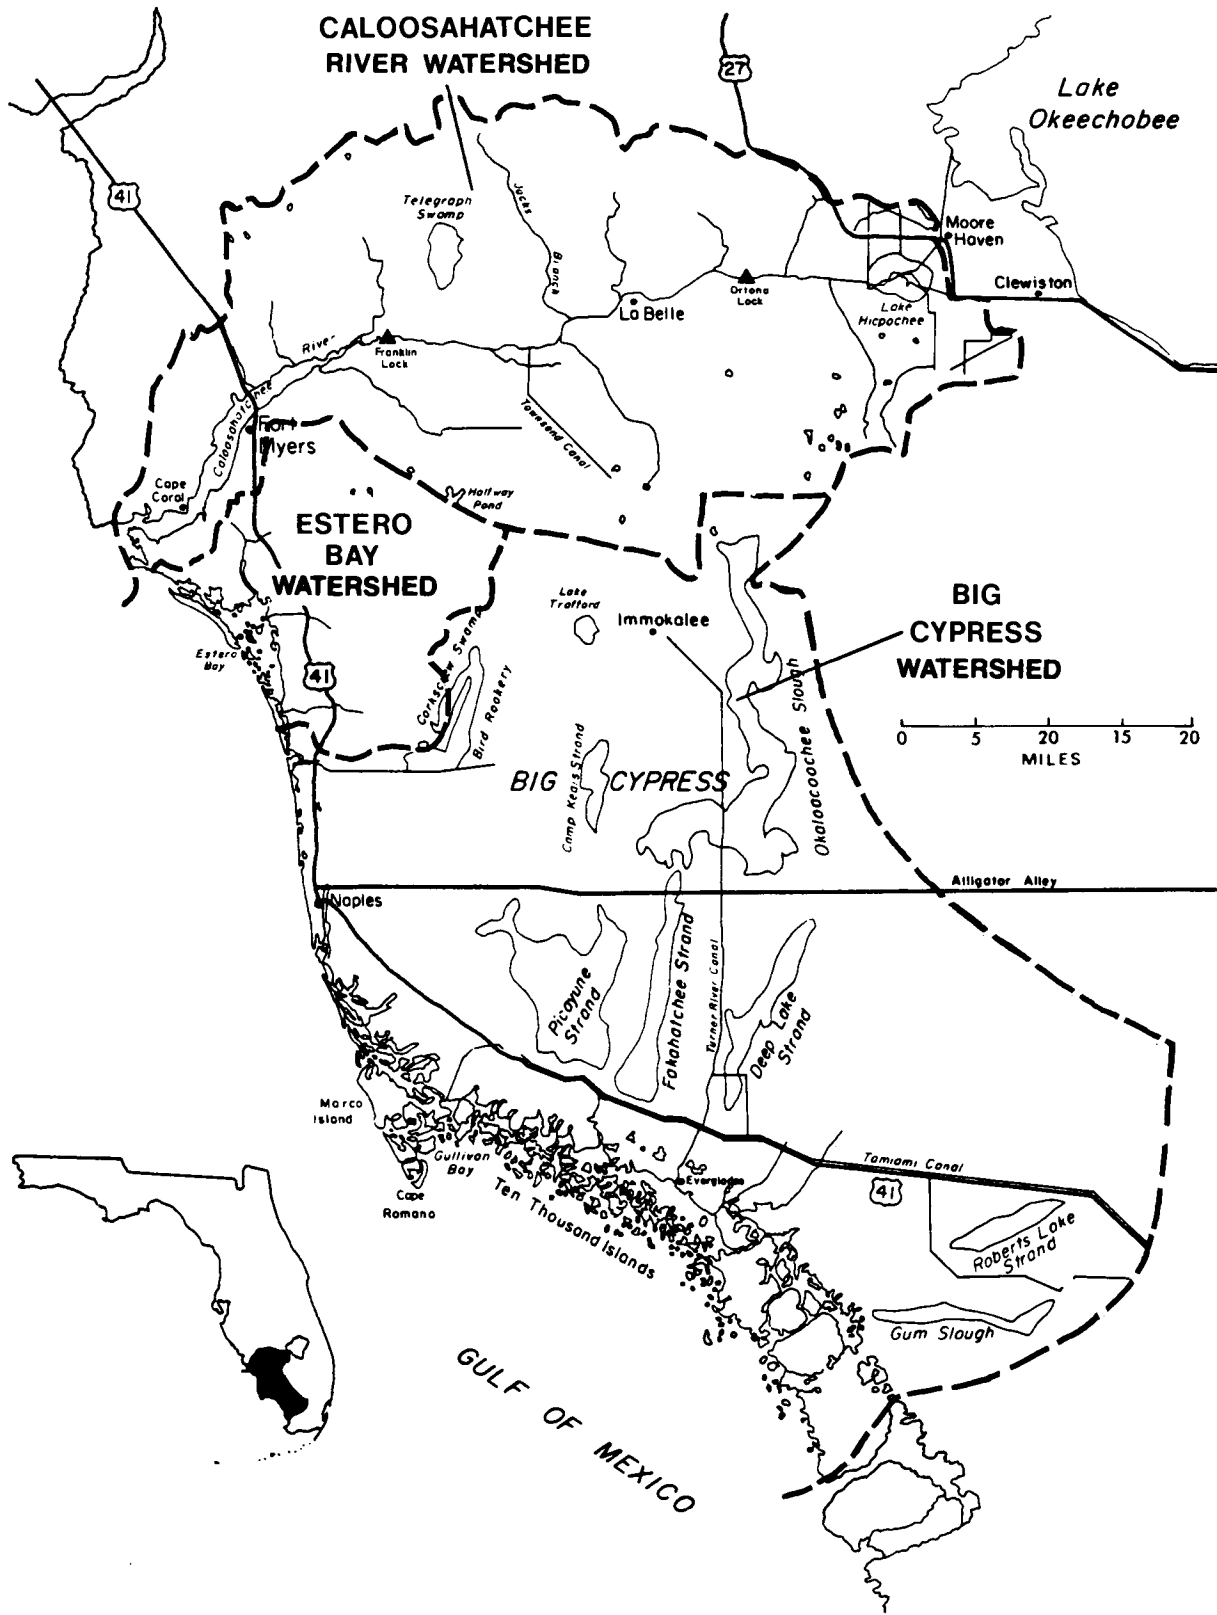 CALOOSAHATCHEE
RIVER WATERSHED
27
Lake
Okeechobee
41
Telegraph
Swamp
Jacks
Branch
Moore
Haven
Clewiston
Ortona
Lock
La Belle
Lake
Hicpochee
River
Franklin
Lock
Caloosahatchee
Townsend Canal
Fort
Myers
Cape
Coral
Halfway
Pond
ESTERO
BAY
WATERSHED
Lake
Trafford
Immokalee
BIG
CYPRESS
WATERSHED
Estero
Bay
41
Corkscrew Swamp
Bird Rookery
Okaloacoochee Slough
0 5 20 15 20
MILES
BIG CYPRESS
Camp Keais Strand
Alligator Alley
Naples
Picayune
Strand
Fakahatchee Strand
Turner River Canal
Deep Lake
Strand
Marco
Island
Gullivan
Bay
Cape
Romano
Ten Thousand Islands
Everglades
Tamiami Canal
41
Roberts Lake
Strand
Gum Slough
GULF OF MEXICO